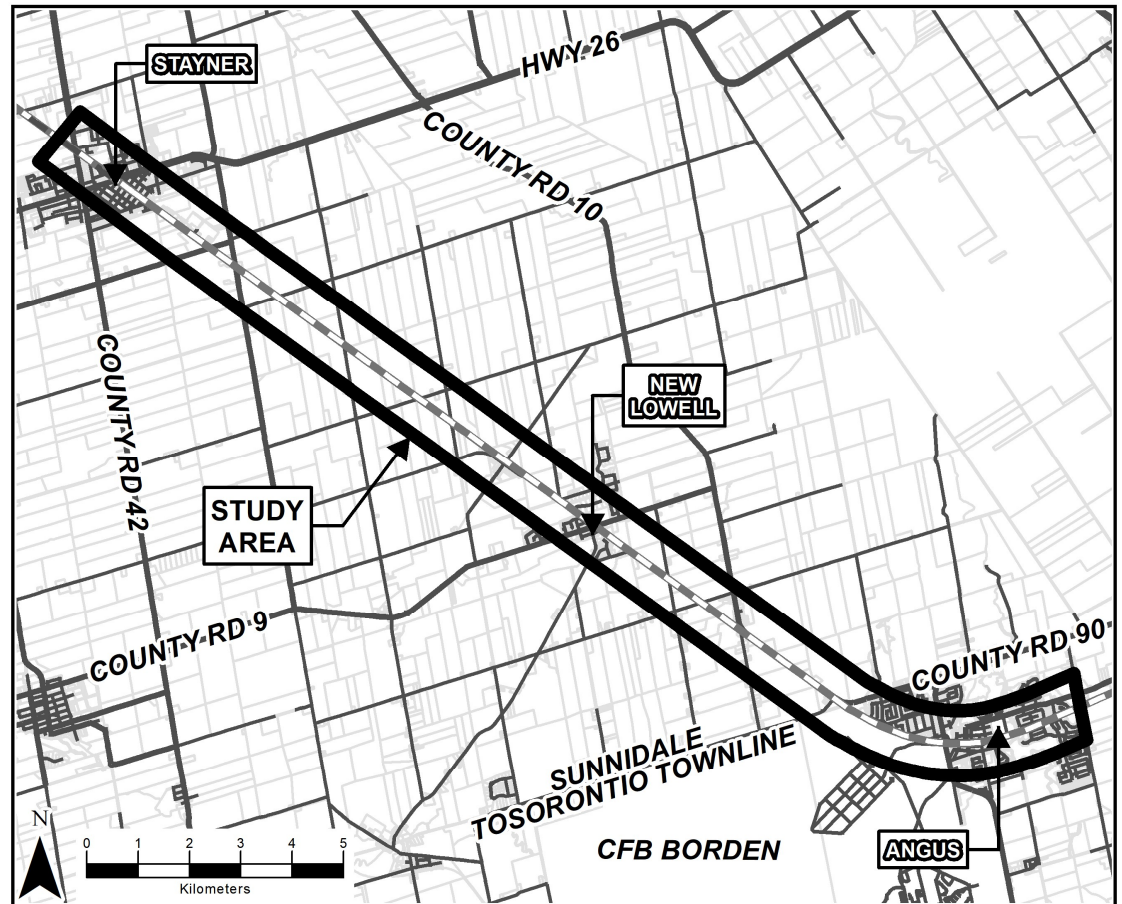 STAYNER
HWY 26
COUNTY RD 10
NEW
LOWELL
COUNTY RD 42
STUDY
AREA
COUNTY RD 9
COUNTY RD 90
SUNNIDALE
TOSORONTIO TOWNLINE
CFB BORDEN
ANGUS
N
0 1 2 3 4 5
Kilometers